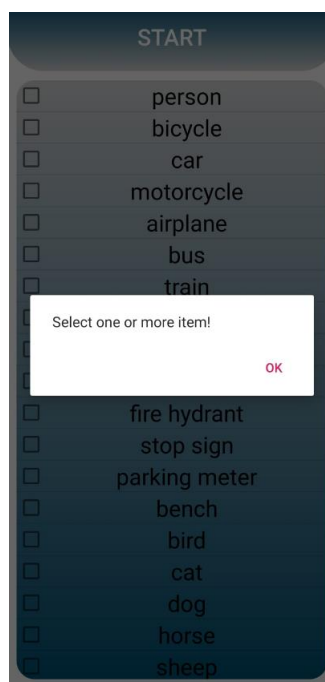 START
person
bicycle
car
motorcycle
airplane
bus
train
Select one or more item!
OK
fire hydrant
stop sign
parking meter
bench
bird
cat
dog
horse
sheep